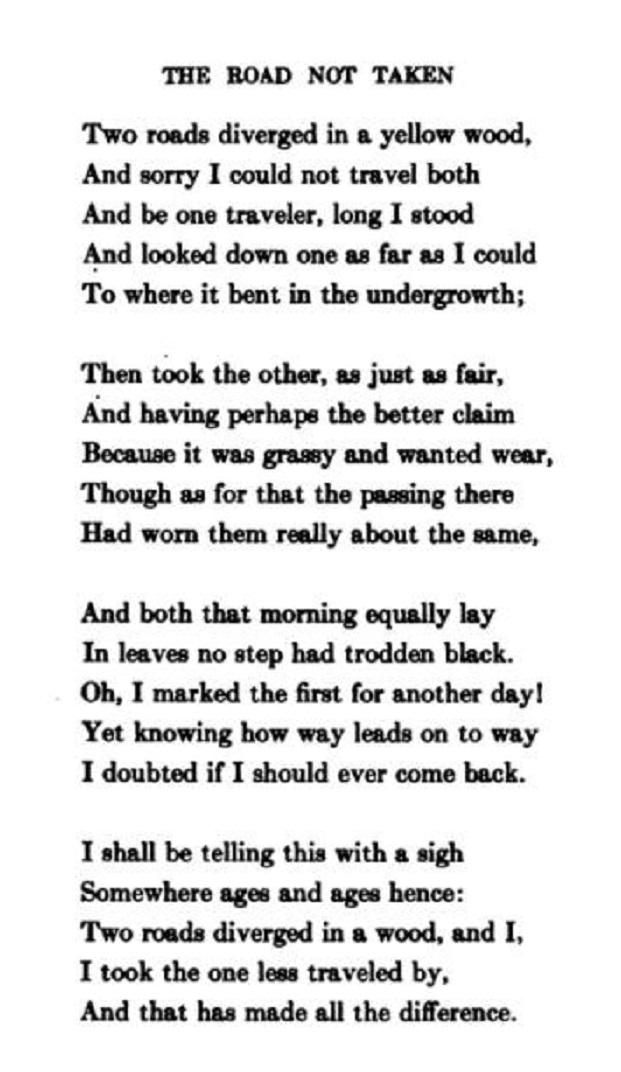 THE ROAD NOT TAKEN
Two roads diverged in a yellow wood,
And sorry I could not travel both
And be one traveler, long I stood
And looked down one as far as I could
To where it bent in the undergrowth;
Then took the other, as just as fair,
And having perhaps the better claim
Because it was grassy and wanted wear,
Though as for that the passing there
Had worn them really about the same,
And both that morning equally lay
In leaves no step had trodden black.
Oh, I marked the first for another day!
Yet knowing how way leads on to way
I doubted if I should ever come back.
I shall be telling this with a sigh
Somewhere ages and ages hence:
Two roads diverged in a wood, and I,
I took the one less traveled by,
And that has made all the difference.